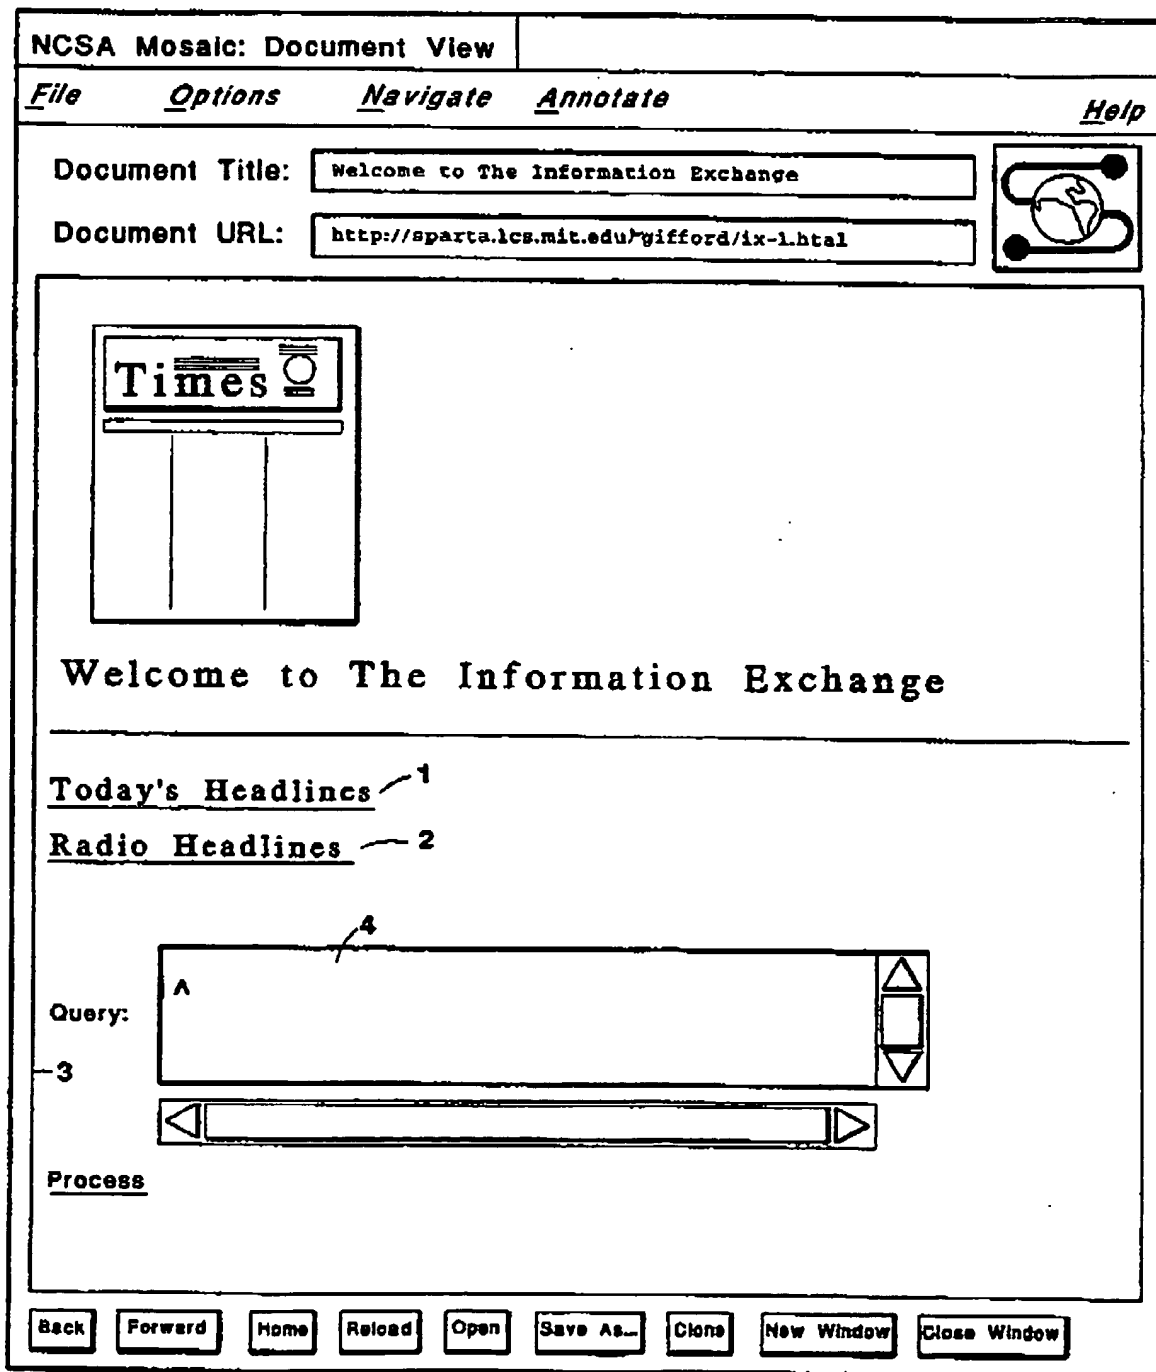 NCSA Mosaic: Document View
File Options Navigate Annotate Help
Document Title: Welcome to The Information Exchange
Document URL: http://sparta.lcs.mit.edu/~gifford/ix-1.htal
Times
Welcome to The Information Exchange
Today's Headlines 1
Radio Headlines 2
4
^
Query:
3
Process
Back Forward Home Reload Open Save As... Clone New Window Close Window